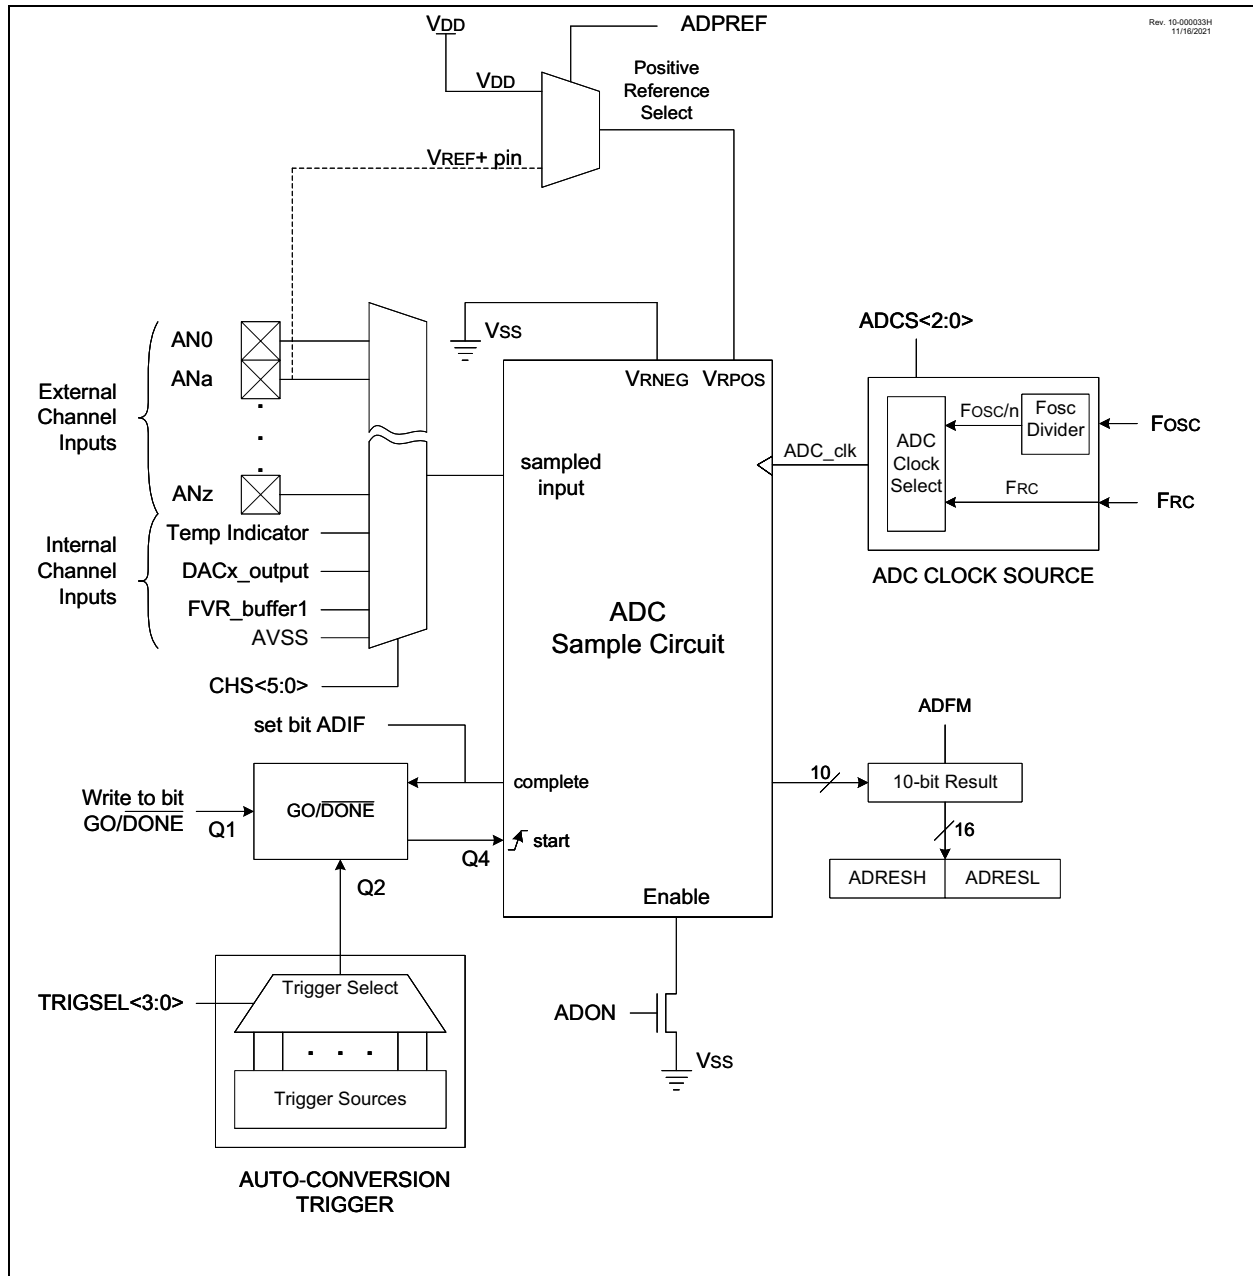 Rev. 10-000033H
11/16/2021
VDD
ADPREF
VDD
Positive
Reference
Select
VREF+ pin
External
Channel
Inputs
AN0
ANa
ANz
Internal
Channel
Inputs
Temp Indicator
DACx_output
FVR_buffer1
AVSS
CHS<5:0>
VSS
VRNEG
VRPOS
sampled
input
ADC_clk
ADCS<2:0>
ADC
Clock
Select
FOSC/n
Fosc
Divider
FOSC
FRC
FRC
ADC CLOCK SOURCE
ADC
Sample Circuit
set bit ADIF
complete
Write to bit
GO/DONE
Q1
GO/DONE
Q4
start
Q2
Enable
10
ADFM
10-bit Result
16
ADRESH
ADRESL
TRIGSEL<3:0>
Trigger Select
. . .
Trigger Sources
AUTO-CONVERSION
TRIGGER
ADON
VSS